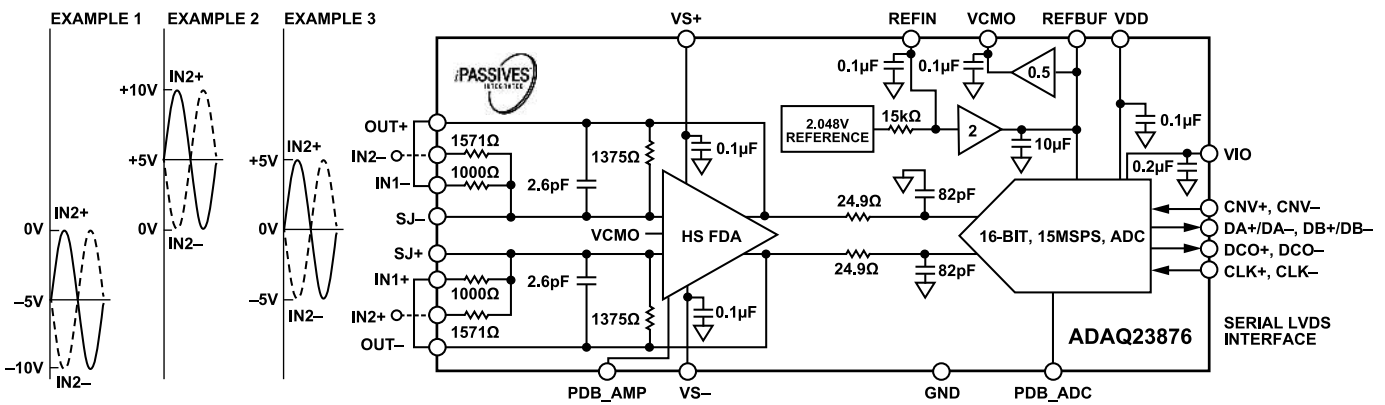 EXAMPLE 1
IN2+
0V
–5V
–10V
IN2–
EXAMPLE 2
IN2+
+10V
+5V
0V
IN2–
EXAMPLE 3
IN2+
+5V
0V
–5V
IN2–
VS+
REFIN
VCMO
REFBUF
VDD
iPASSIVES
INTEGRATED
0.1µF
0.1µF
0.5
2.048V
REFERENCE
15kΩ
2
10µF
0.1µF
0.2µF
VIO
OUT+
IN2–
1571Ω
IN1–
1000Ω
SJ–
2.6pF
1375Ω
0.1µF
VCMO
HS FDA
SJ+
IN1+
1000Ω
IN2+
1571Ω
OUT–
2.6pF
1375Ω
0.1µF
24.9Ω
82pF
24.9Ω
82pF
16-BIT, 15MSPS, ADC
CNV+, CNV–
DA+/DA–, DB+/DB–
DCO+, DCO–
CLK+, CLK–
SERIAL LVDS
INTERFACE
ADAQ23876
PDB_AMP
VS–
GND
PDB_ADC